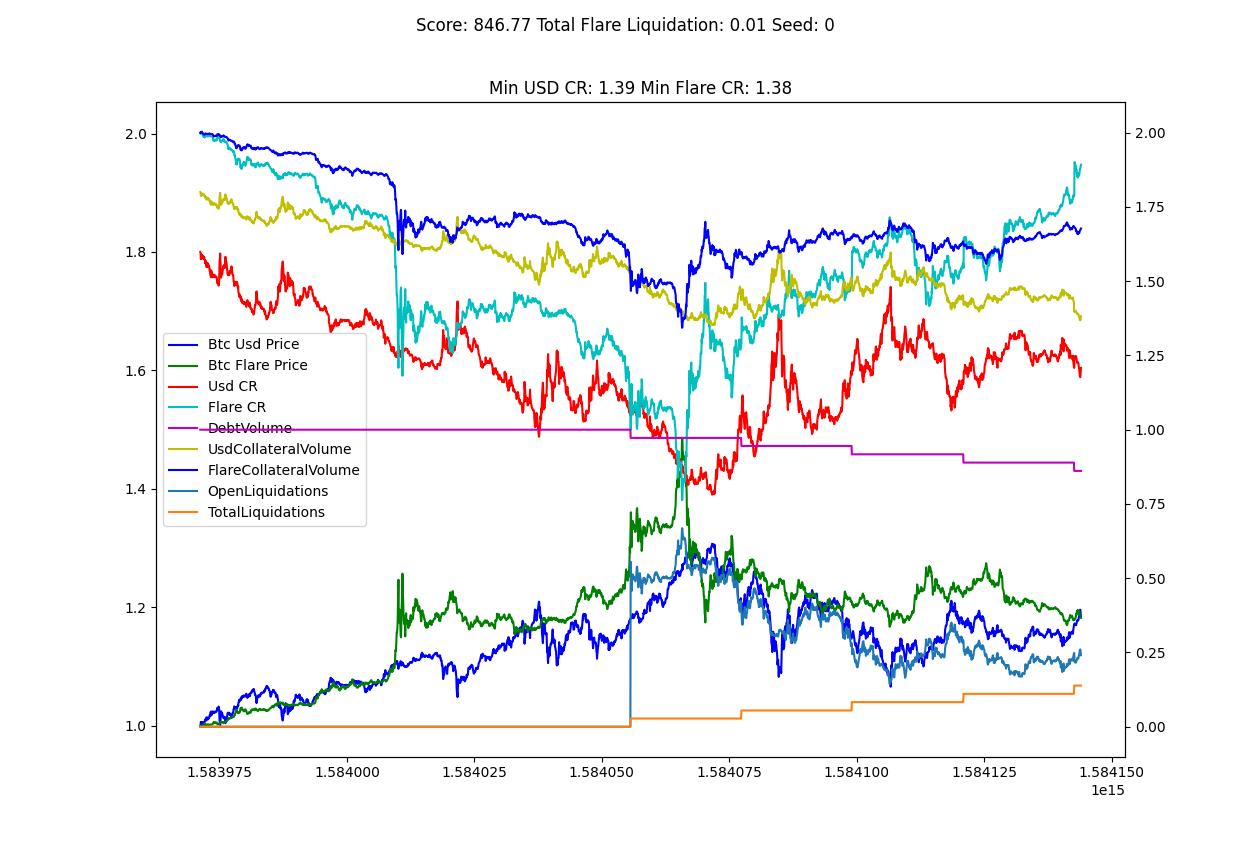 Score: 846.77 Total Flare Liquidation: 0.01 Seed: 0
Min USD CR: 1.39 Min Flare CR: 1.38
2.0
1.8
1.6
1.4
1.2
1.0
2.00
1.75
1.50
1.25
1.00
0.75
0.50
0.25
0.00
Btc Usd Price
Btc Flare Price
Usd CR
Flare CR
DebtVolume
UsdCollateralVolume
FlareCollateralVolume
OpenLiquidations
TotalLiquidations
1.583975 1.584000 1.584025 1.584050 1.584075 1.584100 1.584125 1.584150
1e15